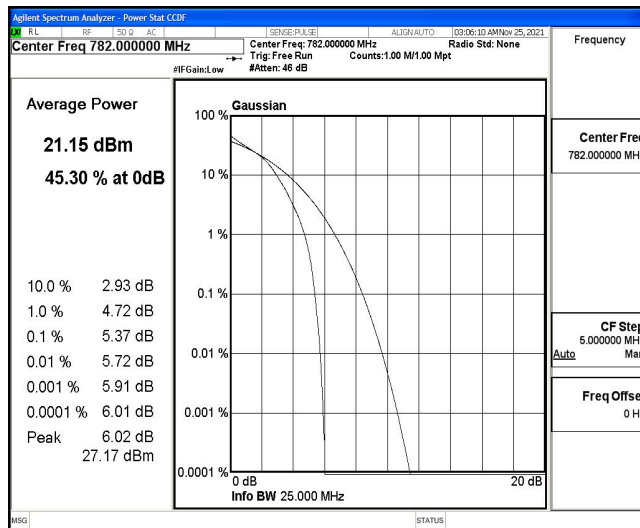 Agilent Spectrum Analyzer - Power Stat CCDF
RL RF 50 Ω AC SENSE:PULSE ALIGN AUTO 03:06:10 AM Nov 25, 2021
Center Freq 782.000000 MHz
Center Freq: 782.000000 MHz Radio Std: None
Trig: Free Run Counts:1.00 M/1.00 Mpt
#IFGain:Low #Atten: 46 dB
Average Power
21.15 dBm
45.30 % at 0dB
10.0 % 2.93 dB
1.0 % 4.72 dB
0.1 % 5.37 dB
0.01 % 5.72 dB
0.001 % 5.91 dB
0.0001 % 6.01 dB
Peak 6.02 dB
27.17 dBm
Gaussian
100 %
10 %
1 %
0.1 %
0.01 %
0.001 %
0.0001 %
0 dB 20 dB
Info BW 25.000 MHz
Frequency
Center Fre
782.000000 MH
CF Step
5.000000 MH
Auto Ma
Freq Offse
0 H
MSG STATUS